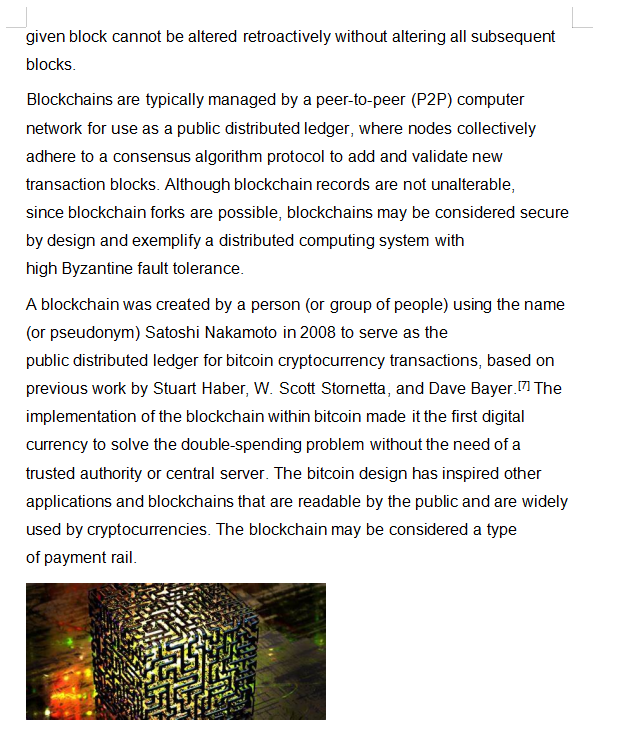 given block cannot be altered retroactively without altering all subsequent
blocks.
Blockchains are typically managed by a peer-to-peer (P2P) computer
network for use as a public distributed ledger, where nodes collectively
adhere to a consensus algorithm protocol to add and validate new
transaction blocks. Although blockchain records are not unalterable,
since blockchain forks are possible, blockchains may be considered secure
by design and exemplify a distributed computing system with
high Byzantine fault tolerance.
A blockchain was created by a person (or group of people) using the name
(or pseudonym) Satoshi Nakamoto in 2008 to serve as the
public distributed ledger for bitcoin cryptocurrency transactions, based on
previous work by Stuart Haber, W. Scott Stornetta, and Dave Bayer.[7] The
implementation of the blockchain within bitcoin made it the first digital
currency to solve the double-spending problem without the need of a
trusted authority or central server. The bitcoin design has inspired other
applications and blockchains that are readable by the public and are widely
used by cryptocurrencies. The blockchain may be considered a type
of payment rail.